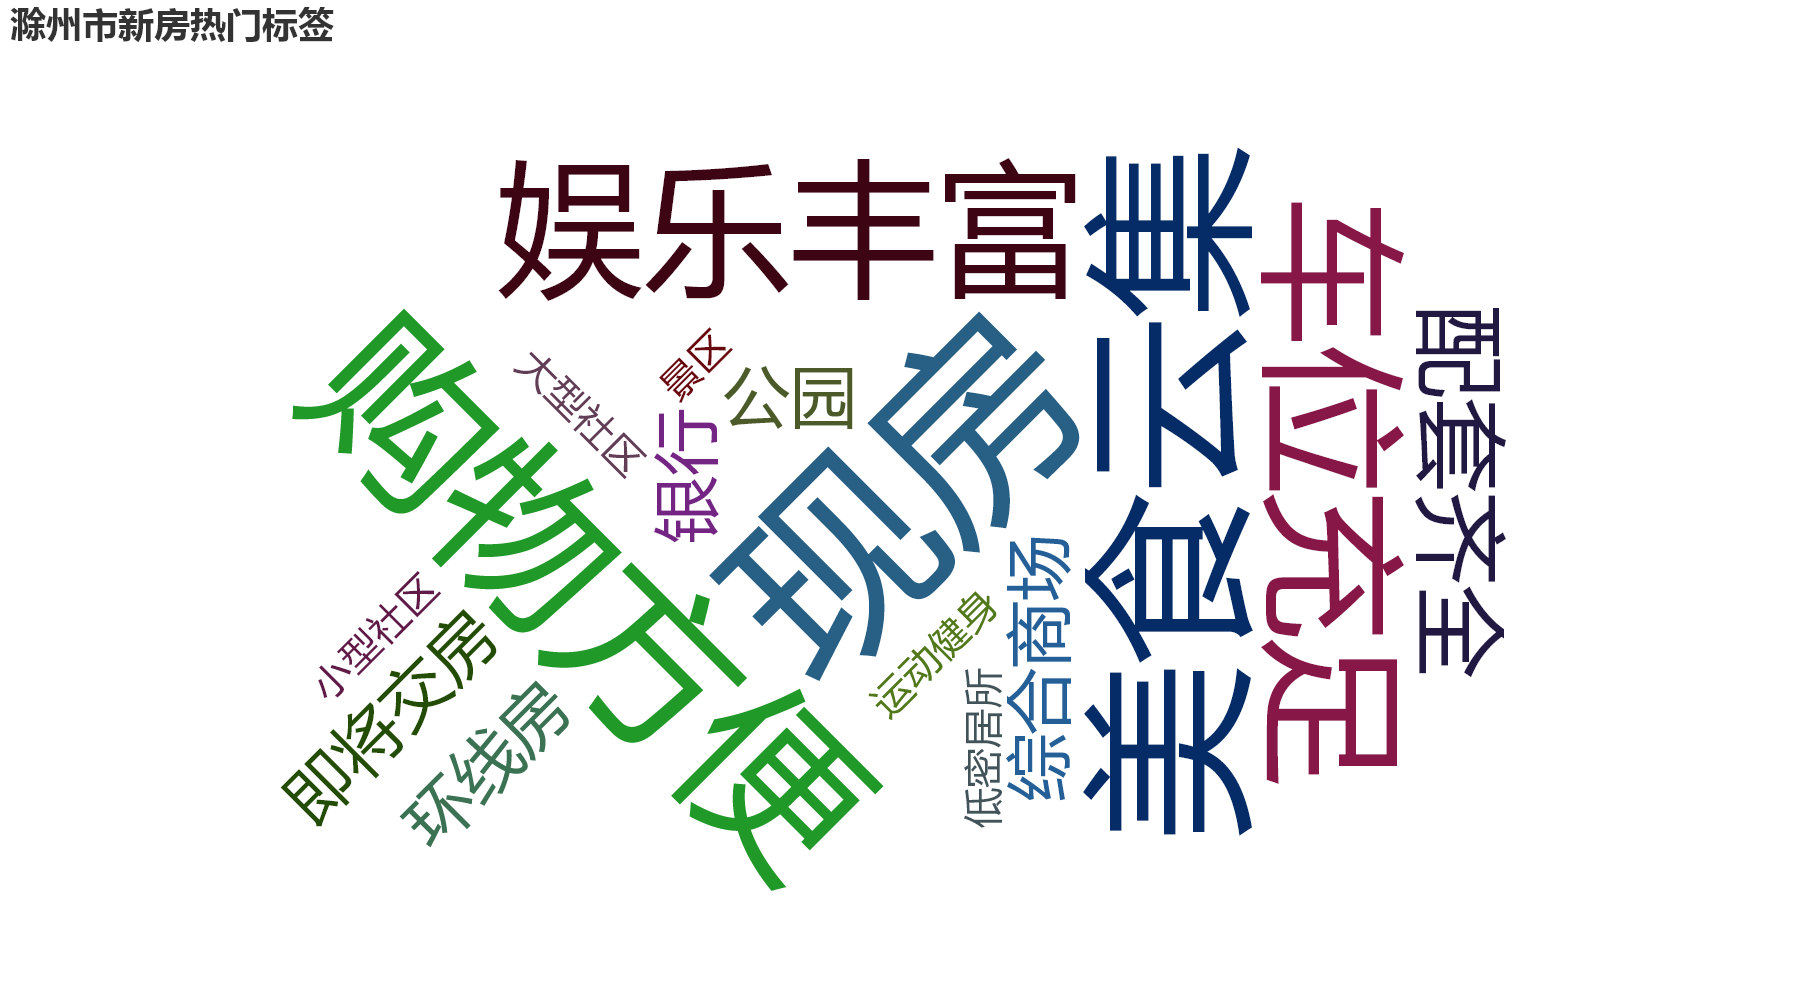 滁州市新房热门标签
娱乐丰富
美食云集
车位充足
配套齐全
购物方便
现房
大型社区
景区
公园
银行
小型社区
即将交房
环线房
运动健身
低密居所
综合商场